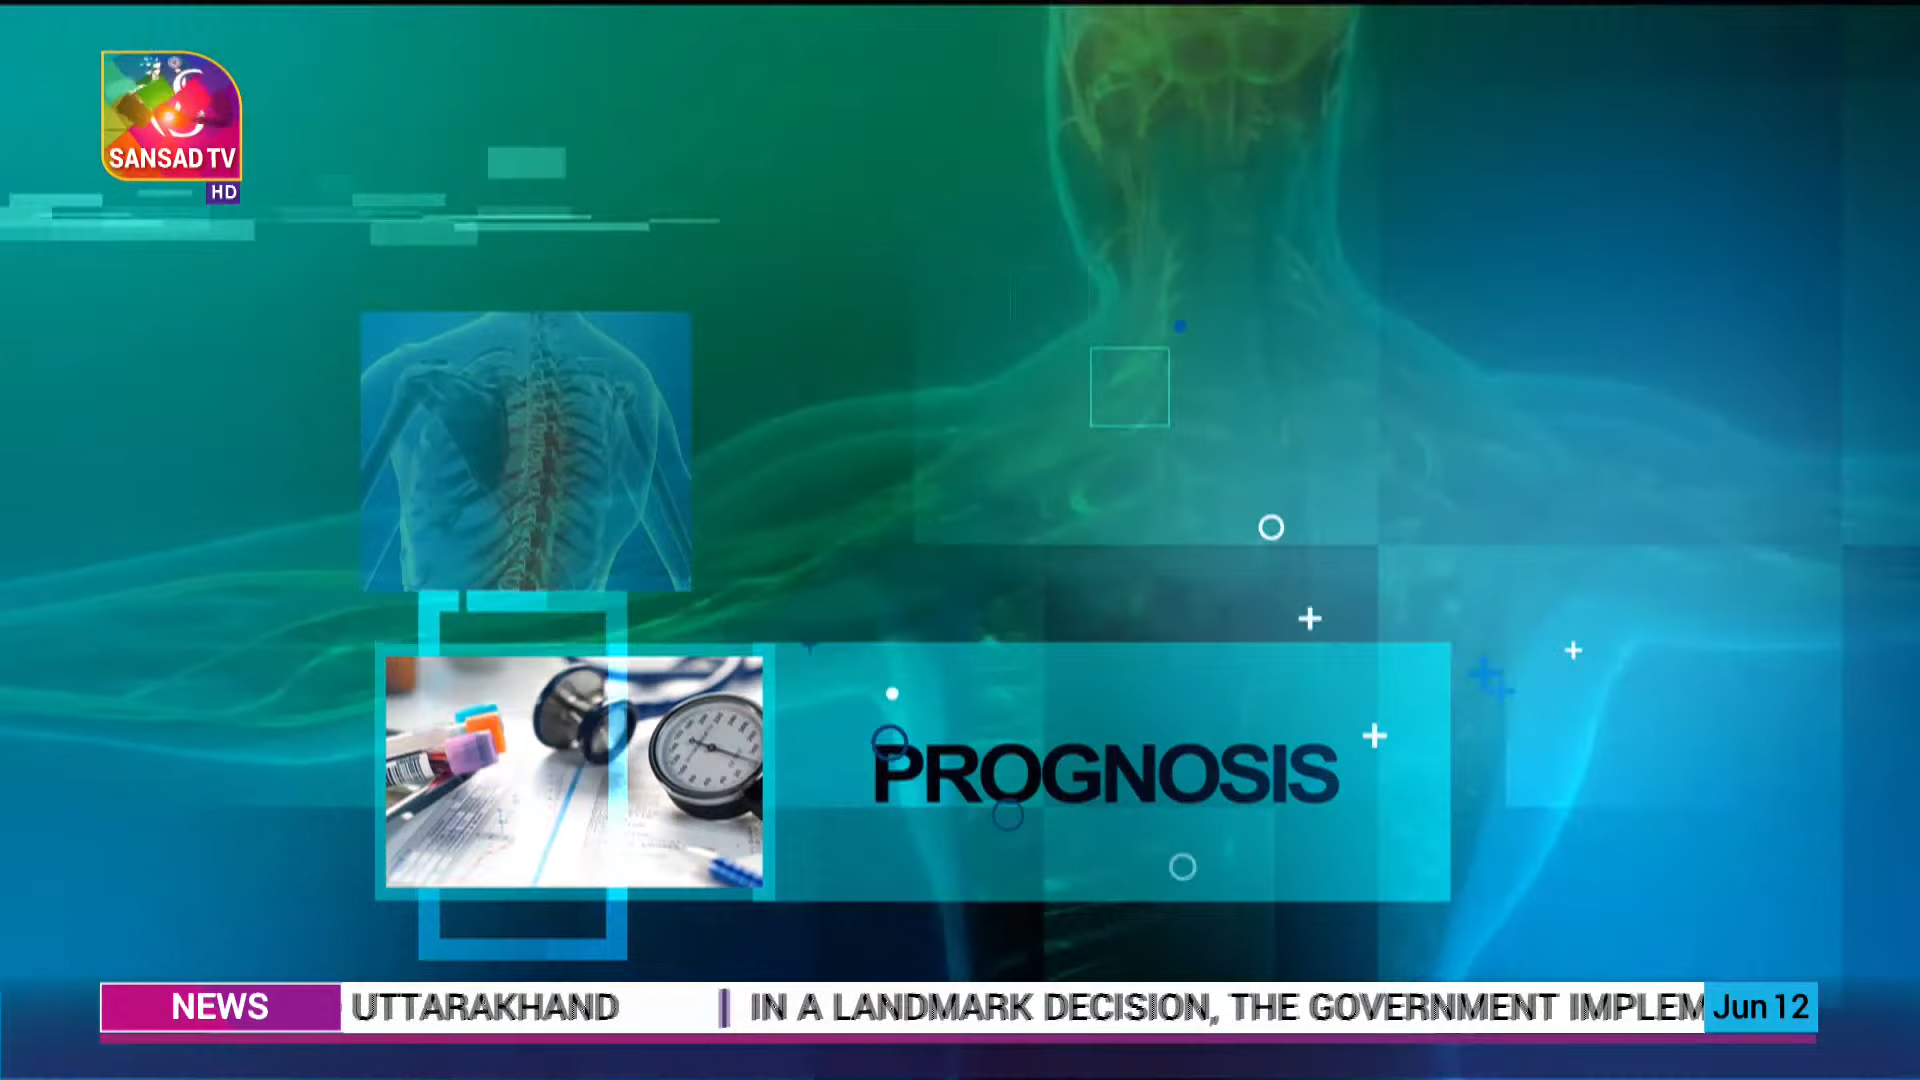 SANSAD TV
HD
PROGNOSIS
NEWS
UTTARAKHAND | IN A LANDMARK DECISION, THE GOVERNMENT IMPLEM
Jun 12